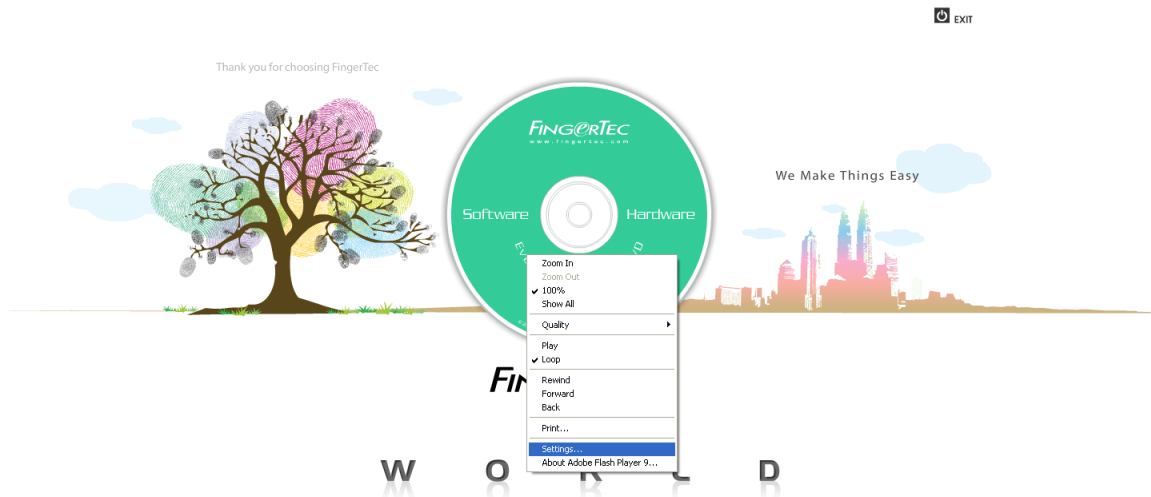 EXIT
Thank you for choosing FingerTec
FINGERTEC
www.fingertec.com
We Make Things Easy
Software
Hardware
Zoom In
Zoom Out
100%
Show All
Quality
Play
Loop
Rewind
Forward
Back
Print...
Settings...
About Adobe Flash Player 9...
W O R L D